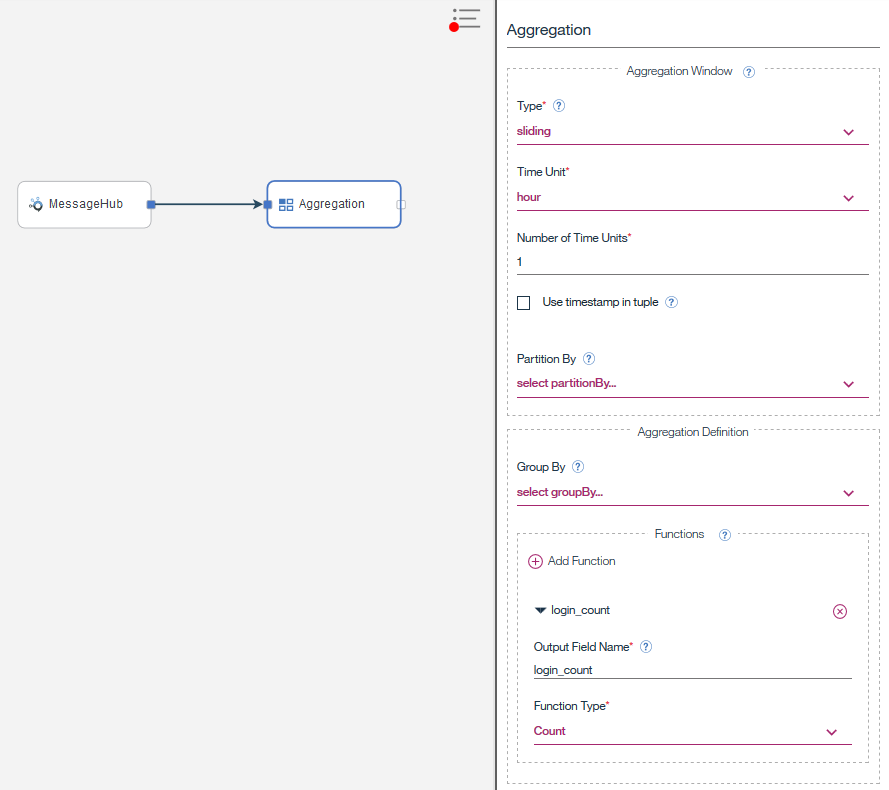 MessageHub
Aggregation
Aggregation
Aggregation Window ?
Type* ?
sliding
Time Unit*
hour
Number of Time Units*
1
Use timestamp in tuple ?
Partition By ?
select partitionBy...
Aggregation Definition
Group By ?
select groupBy...
Functions ?
Add Function
login_count
Output Field Name* ?
login_count
Function Type*
Count